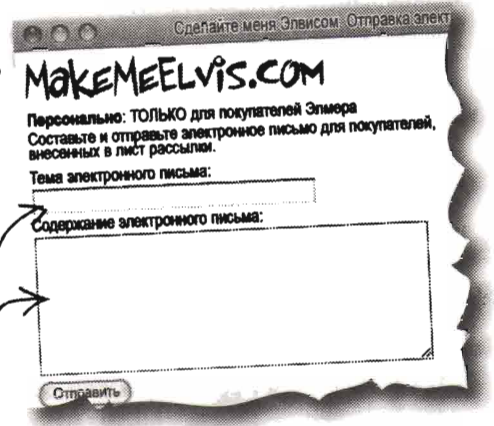 Сделайте меня Элвисом: Отправка элект
MakeMeElvis.com
Персонально: ТОЛЬКО для покупателей Элмера
Составьте и отправьте электронное письмо для покупателей,
внесенных в лист рассылки.
Тема электронного письма:
Содержание электронного письма:
Отправить